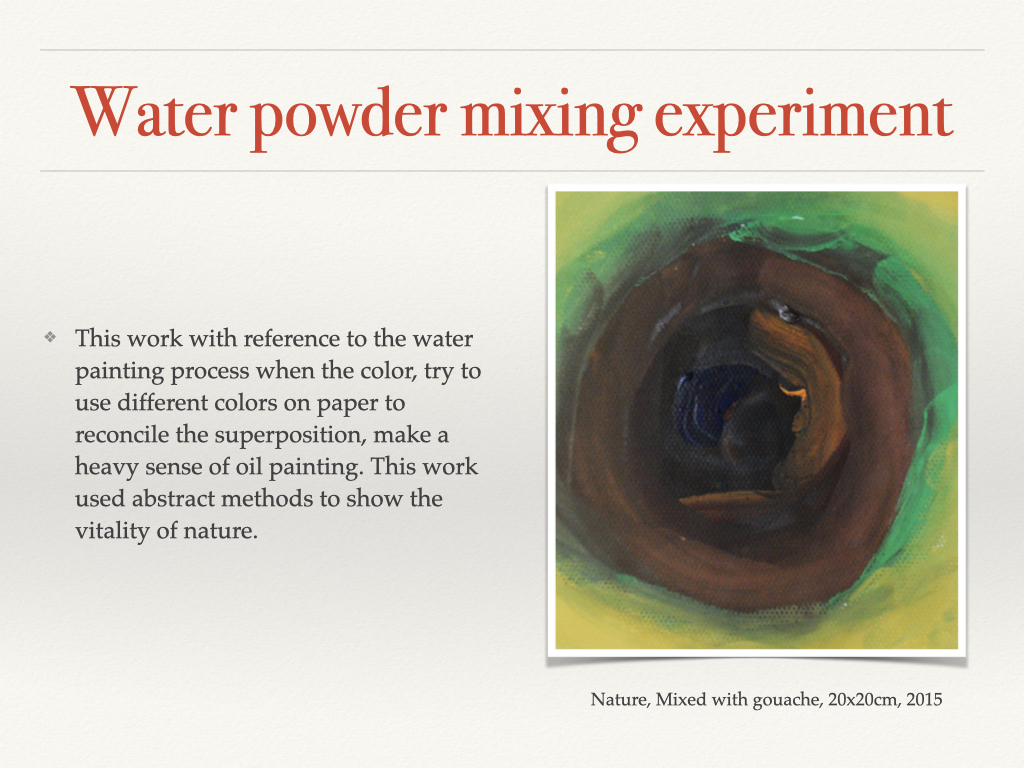 Water powder mixing experiment
This work with reference to the water
painting process when the color, try to
use different colors on paper to
reconcile the superposition, make a
heavy sense of oil painting. This work
used abstract methods to show the
vitality of nature.
Nature, Mixed with gouache, 20x20cm, 2015